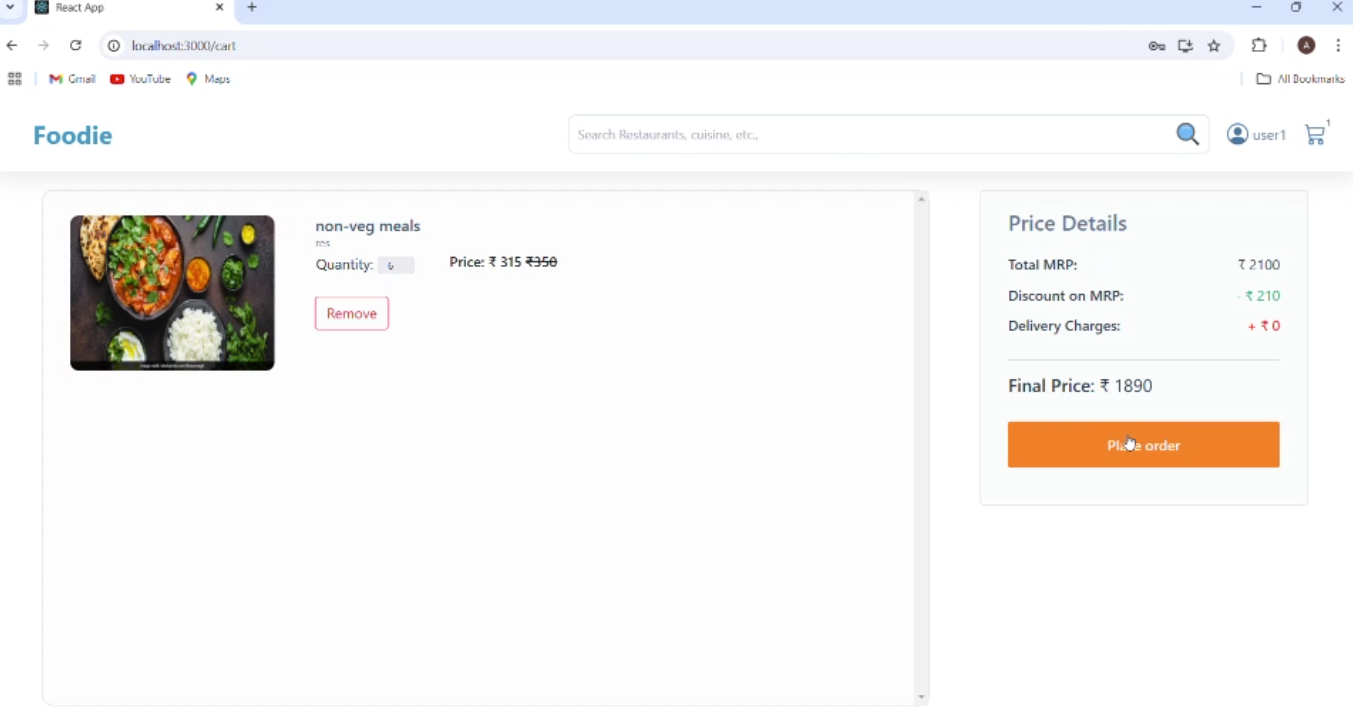 React App
localhost:3000/cart
Gmail YouTube Maps All Bookmarks
A
Foodie
Search Restaurants, cuisine, etc.,
user1
1
non-veg meals
res
Quantity: 6
Price: ₹ 315 ₹350
Remove
Price Details
Total MRP: ₹ 2100
Discount on MRP: - ₹ 210
Delivery Charges: + ₹ 0
Final Price: ₹ 1890
Place order